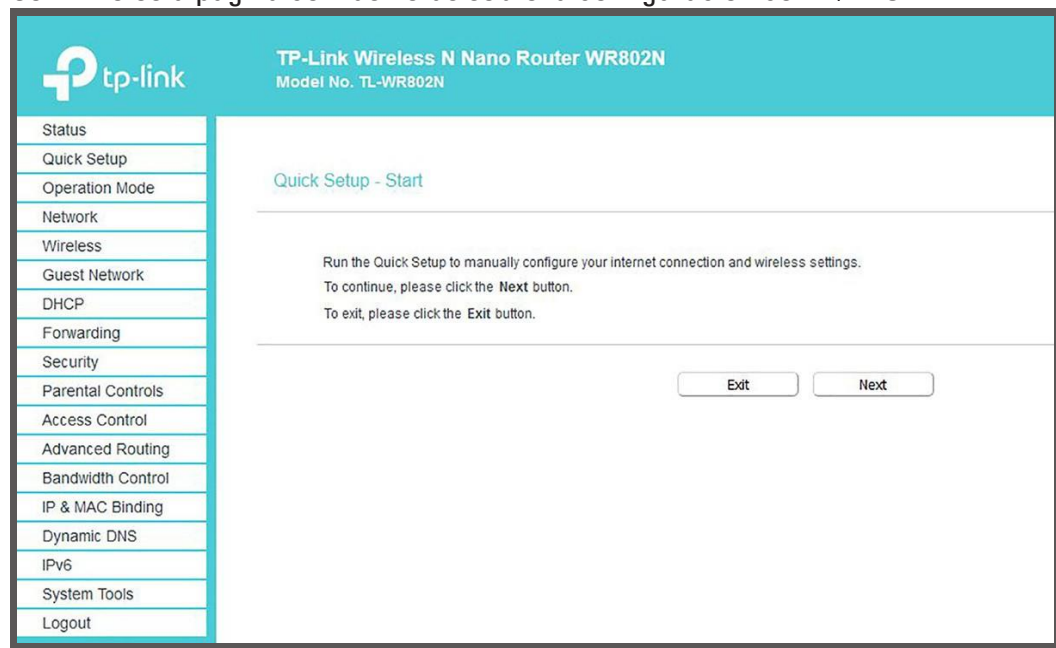 tp-link
TP-Link Wireless N Nano Router WR802N
Model No. TL-WR802N
Status
Quick Setup
Operation Mode
Network
Wireless
Guest Network
DHCP
Forwarding
Security
Parental Controls
Access Control
Advanced Routing
Bandwidth Control
IP & MAC Binding
Dynamic DNS
IPv6
System Tools
Logout
Quick Setup - Start
Run the Quick Setup to manually configure your internet connection and wireless settings.
To continue, please click the Next button.
To exit, please click the Exit button.
Exit
Next